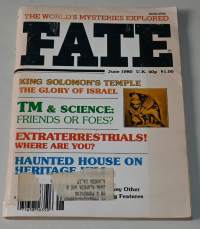 THE WORLD'S MYSTERIES EXPLORED
FATE
June 1980 U.K. 60p $1.00
KING SOLOMON'S TEMPLE
THE GLORY OF ISRAEL
TM & SCIENCE:
FRIENDS OR FOES?
EXTRATERRESTRIALS!
WHERE ARE YOU?
HAUNTED HOUSE ON
HERITAGE
Other
Features